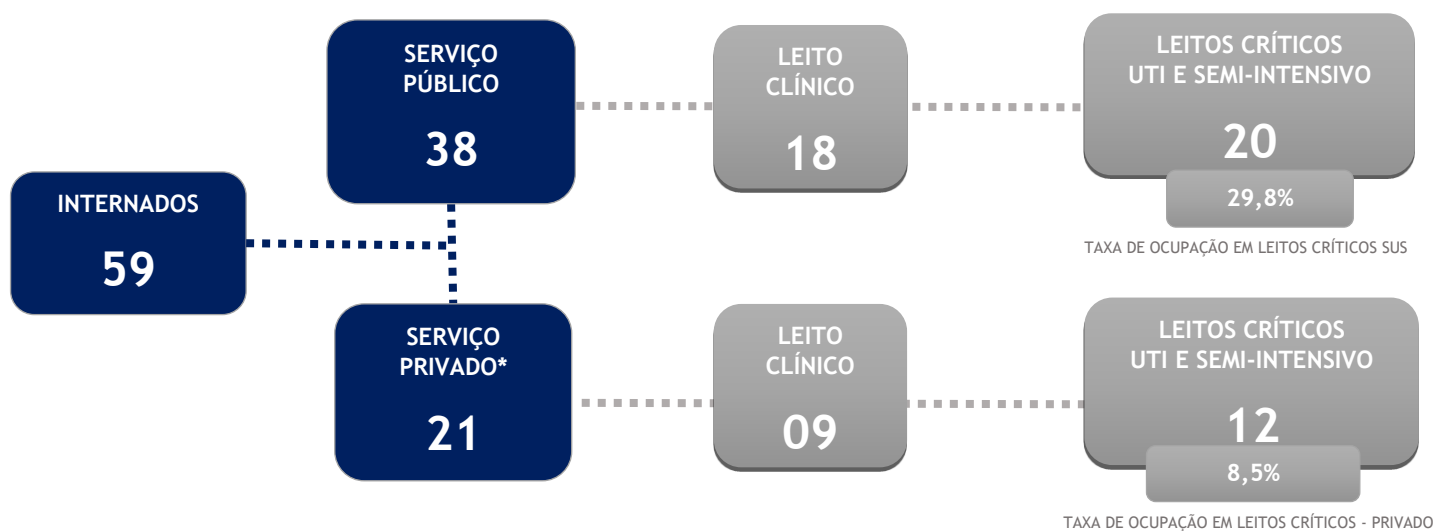 INTERNADOS
59
SERVIÇO
PÚBLICO
38
LEITO
CLÍNICO
18
LEITOS CRÍTICOS
UTI E SEMI-INTENSIVO
20
29,8%
TAXA DE OCUPAÇÃO EM LEITOS CRÍTICOS SUS
SERVIÇO
PRIVADO*
21
LEITO
CLÍNICO
09
LEITOS CRÍTICOS
UTI E SEMI-INTENSIVO
12
8,5%
TAXA DE OCUPAÇÃO EM LEITOS CRÍTICOS - PRIVADO